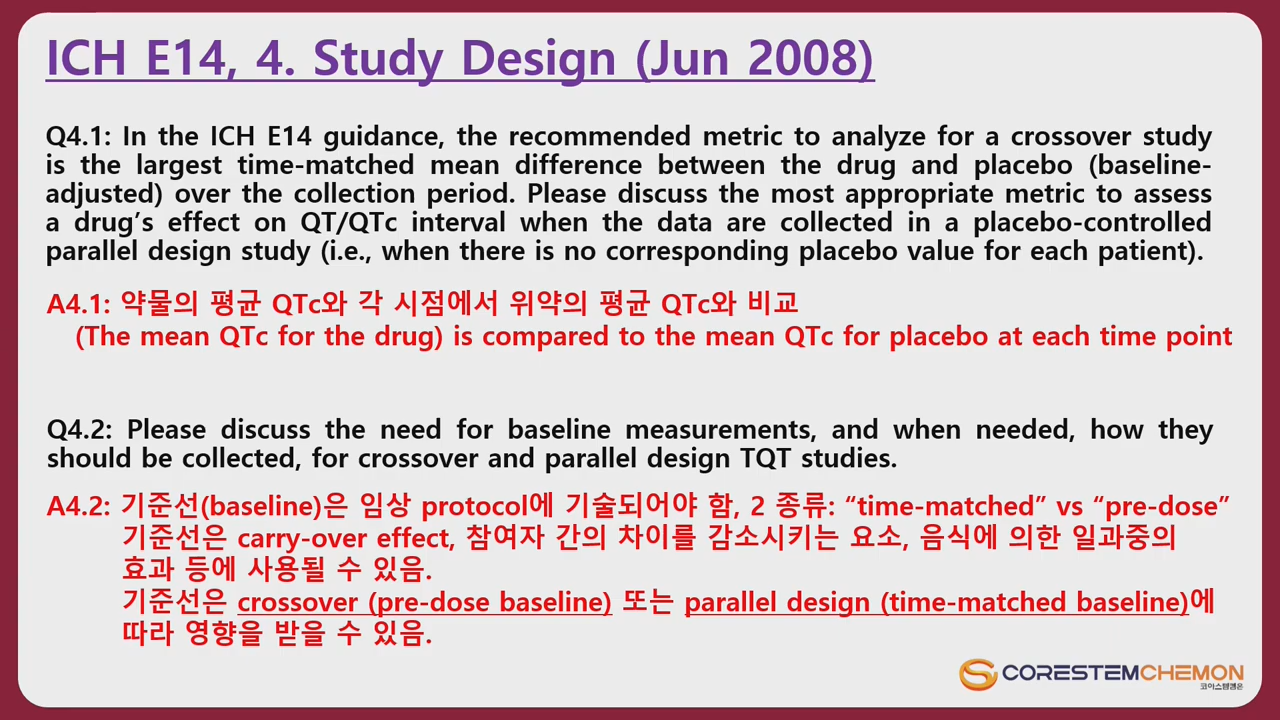 ICH E14, 4. Study Design (Jun 2008)
Q4.1: In the ICH E14 guidance, the recommended metric to analyze for a crossover study
is the largest time-matched mean difference between the drug and placebo (baseline-
adjusted) over the collection period. Please discuss the most appropriate metric to assess
a drug’s effect on QT/QTc interval when the data are collected in a placebo-controlled
parallel design study (i.e., when there is no corresponding placebo value for each patient).
A4.1: 약물의 평균 QTc와 각 시점에서 위약의 평균 QTc와 비교
(The mean QTc for the drug) is compared to the mean QTc for placebo at each time point
Q4.2: Please discuss the need for baseline measurements, and when needed, how they
should be collected, for crossover and parallel design TQT studies.
A4.2: 기준선(baseline)은 임상 protocol에 기술되어야 함, 2 종류: “time-matched” vs “pre-dose”
기준선은 carry-over effect, 참여자 간의 차이를 감소시키는 요소, 음식에 의한 일과중의
효과 등에 사용될 수 있음.
기준선은 crossover (pre-dose baseline) 또는 parallel design (time-matched baseline)에
따라 영향을 받을 수 있음.
CORESTEMCHEMON
코아스템켐온